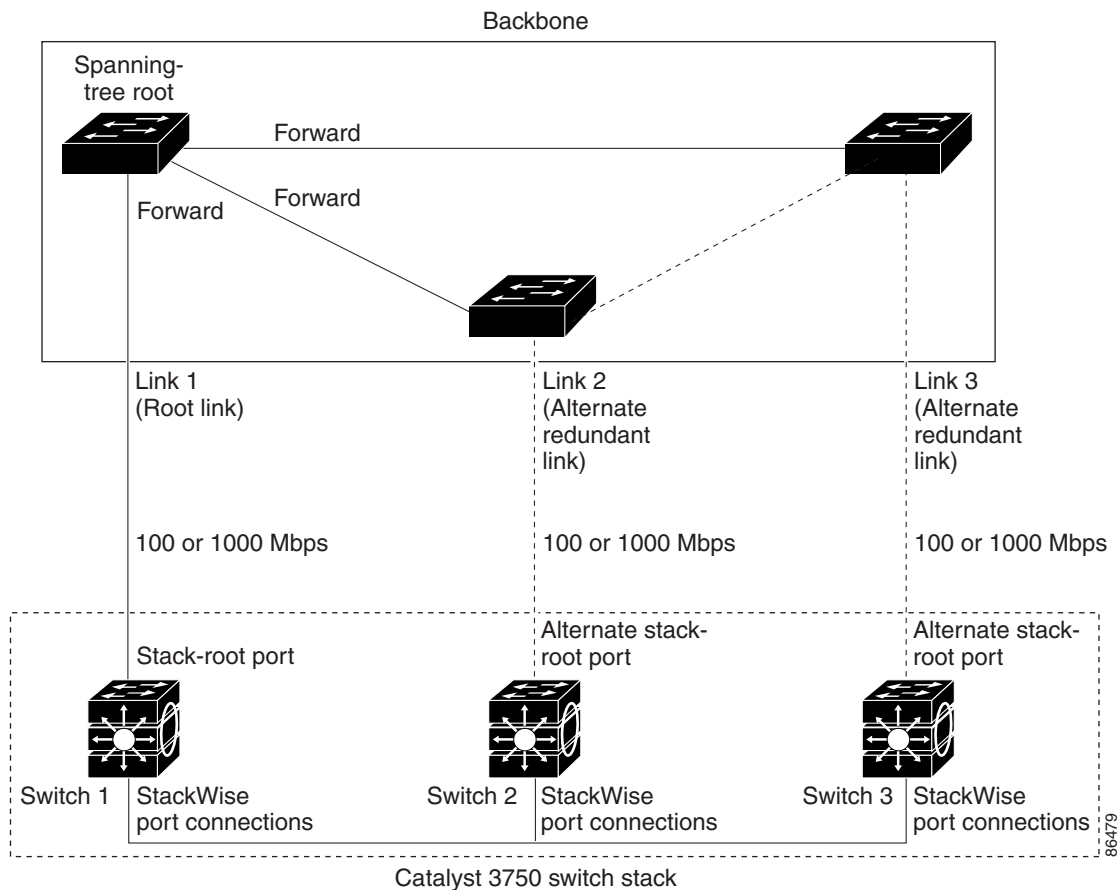 Backbone
Spanning-
tree root
Forward
Forward
Forward
Link 1
(Root link)
Link 2
(Alternate
redundant
link)
Link 3
(Alternate
redundant
link)
100 or 1000 Mbps
100 or 1000 Mbps
100 or 1000 Mbps
Stack-root port
Alternate stack-
root port
Alternate stack-
root port
Switch 1
StackWise
port connections
Switch 2
StackWise
port connections
Switch 3
StackWise
port connections
86479
Catalyst 3750 switch stack